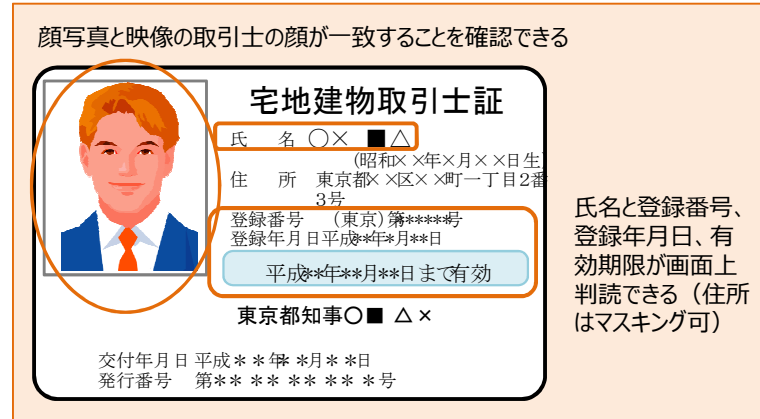 顔写真と映像の取引士の顔が一致することを確認できる
宅地建物取引士証
氏　名 〇× ■△
(昭和××年×月××日生)
住　所　東京都××区××町一丁目2番
3号
登録番号　(東京)第*****号
登録年月日平成**年*月**日
平成**年**月**日まで有効
東京都知事〇■ △×
交付年月日 平成＊＊年＊＊月＊＊日
発行番号　第** ** ** ** *号
氏名と登録番号、
登録年月日、有
効期限が画面上
判読できる（住所
はマスキング可）